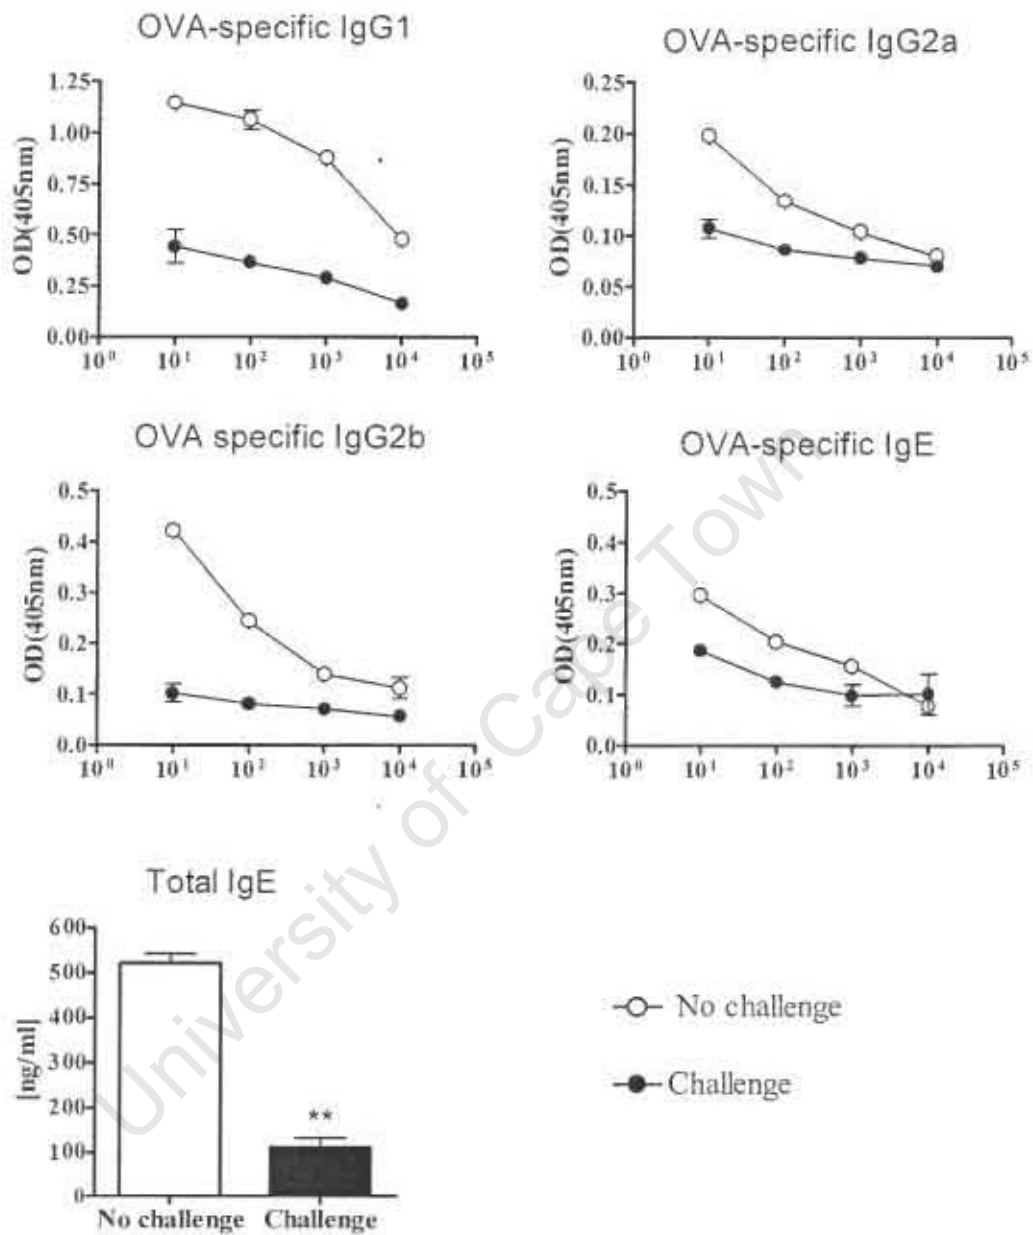 OVA-specific IgG1
OVA-specific IgG2a
1.25
1.00
0.75
0.50
0.25
0.00
OD(405nm)
10⁰ 10¹ 10² 10³ 10⁴ 10⁵
0.25
0.20
0.15
0.10
0.05
0.00
OD(405nm)
10⁰ 10¹ 10² 10³ 10⁴ 10⁵
OVA specific IgG2b
OVA-specific IgE
0.5
0.4
0.3
0.2
0.1
0.0
OD(405nm)
10⁰ 10¹ 10² 10³ 10⁴ 10⁵
0.5
0.4
0.3
0.2
0.1
0.0
OD(405nm)
10⁰ 10¹ 10² 10³ 10⁴ 10⁵
Total IgE
600
500
400
300
200
100
0
[ng/ml]
**
No challenge Challenge
No challenge
Challenge
University of Cape Town